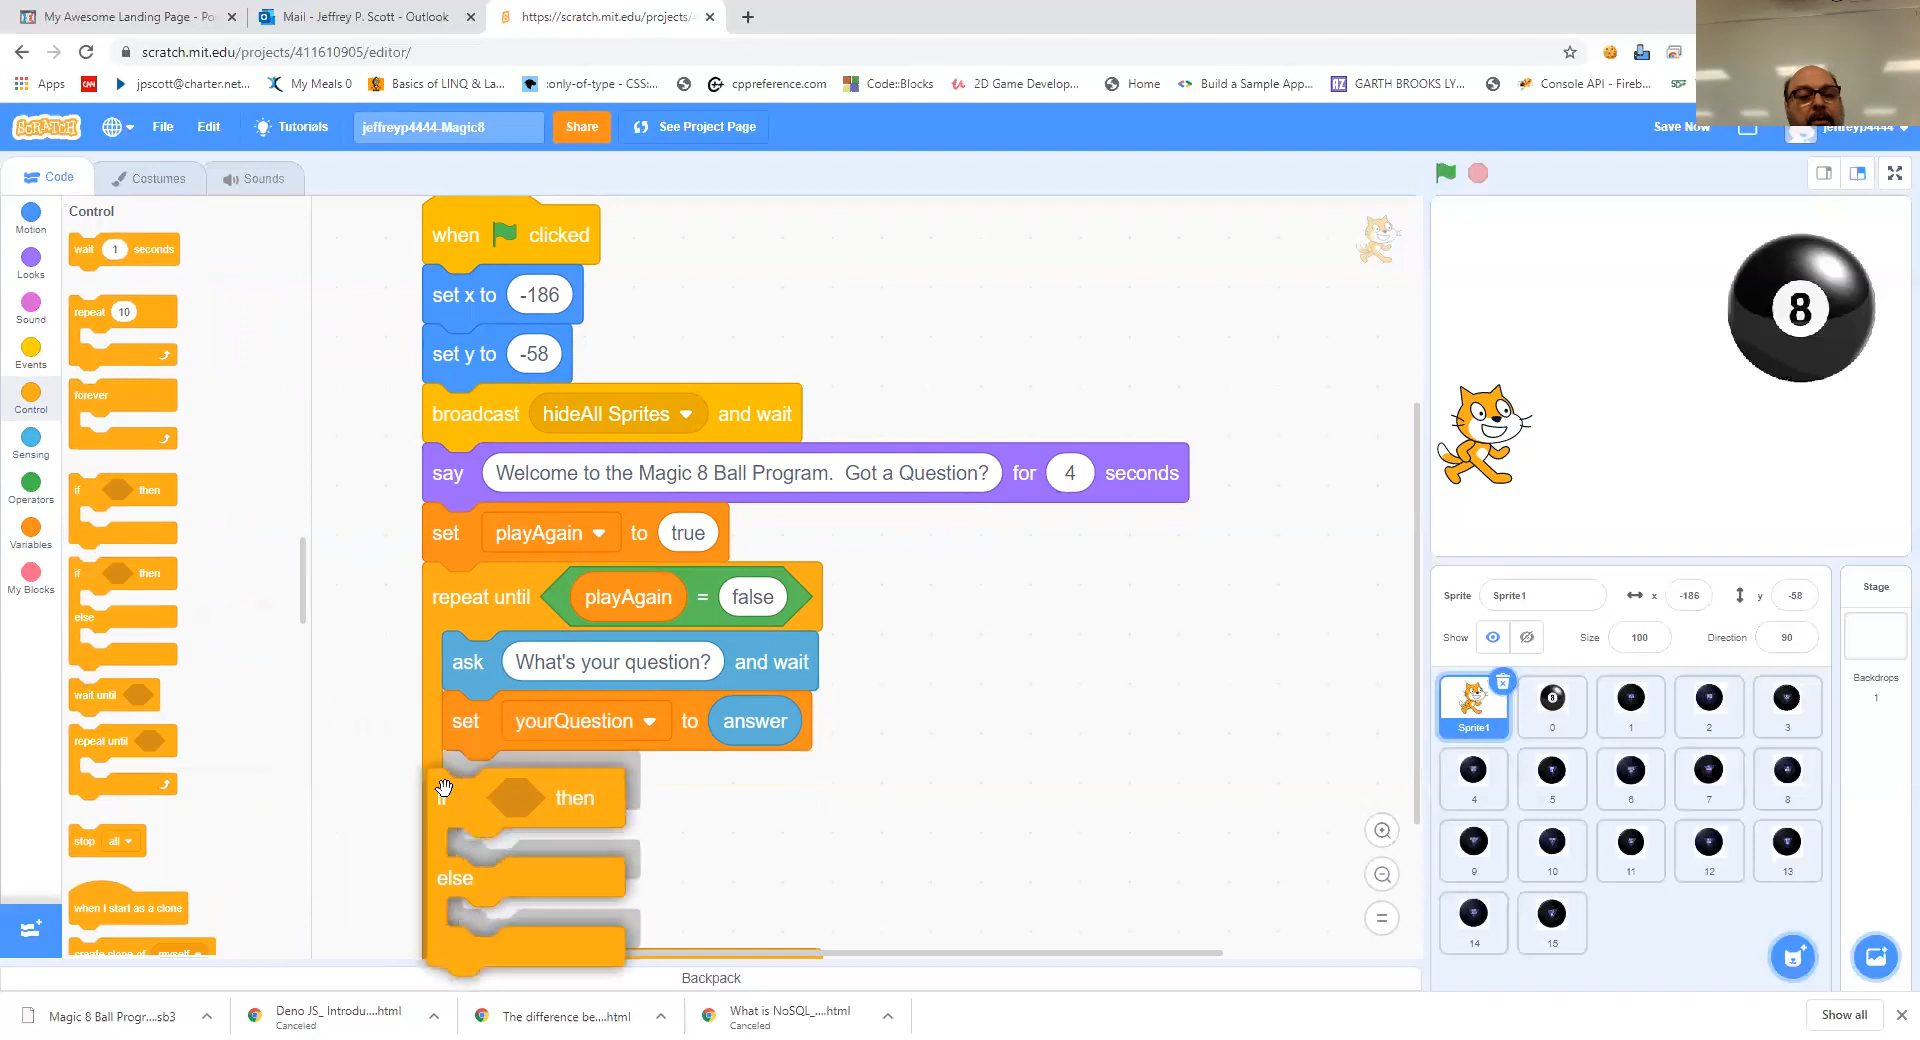 My Awesome Landing Page - Po
Mail - Jeffrey P. Scott - Outlook
https://scratch.mit.edu/projects/
scratch.mit.edu/projects/411610905/editor/
Apps
CNN
jpscott@charter.net...
My Meals 0
Basics of LINQ & La...
:only-of-type - CSS:...
cppreference.com
Code::Blocks
2D Game Develop...
Home
Build a Sample App...
AZ
GARTH BROOKS LY...
Console API - Fireb...
SCRATCH
File
Edit
Tutorials
jeffreyp4444-Magic8
Share
See Project Page
Save Now
jeffreyp4444
Code
Costumes
Sounds
Motion
Looks
Sound
Events
Control
Sensing
Operators
Variables
My Blocks
Control
wait 1 seconds
repeat 10
forever
if then
if then
else
wait until
repeat until
stop all
when I start as a clone
create clone of myself
when clicked
set x to -186
set y to -58
broadcast hideAll Sprites and wait
say Welcome to the Magic 8 Ball Program. Got a Question? for 4 seconds
set playAgain to true
repeat until playAgain = false
ask What's your question? and wait
set yourQuestion to answer
if then
else
Backpack
8
Sprite Sprite1 x -186 y -58
Show Size 100 Direction 90
Stage
Backdrops
1
Sprite1
8
0
1
2
3
4
5
6
7
8
9
10
11
12
13
14
15
Magic 8 Ball Progr....sb3
Deno JS_ Introdu....html
Canceled
The difference be....html
What is NoSQL_....html
Canceled
Show all